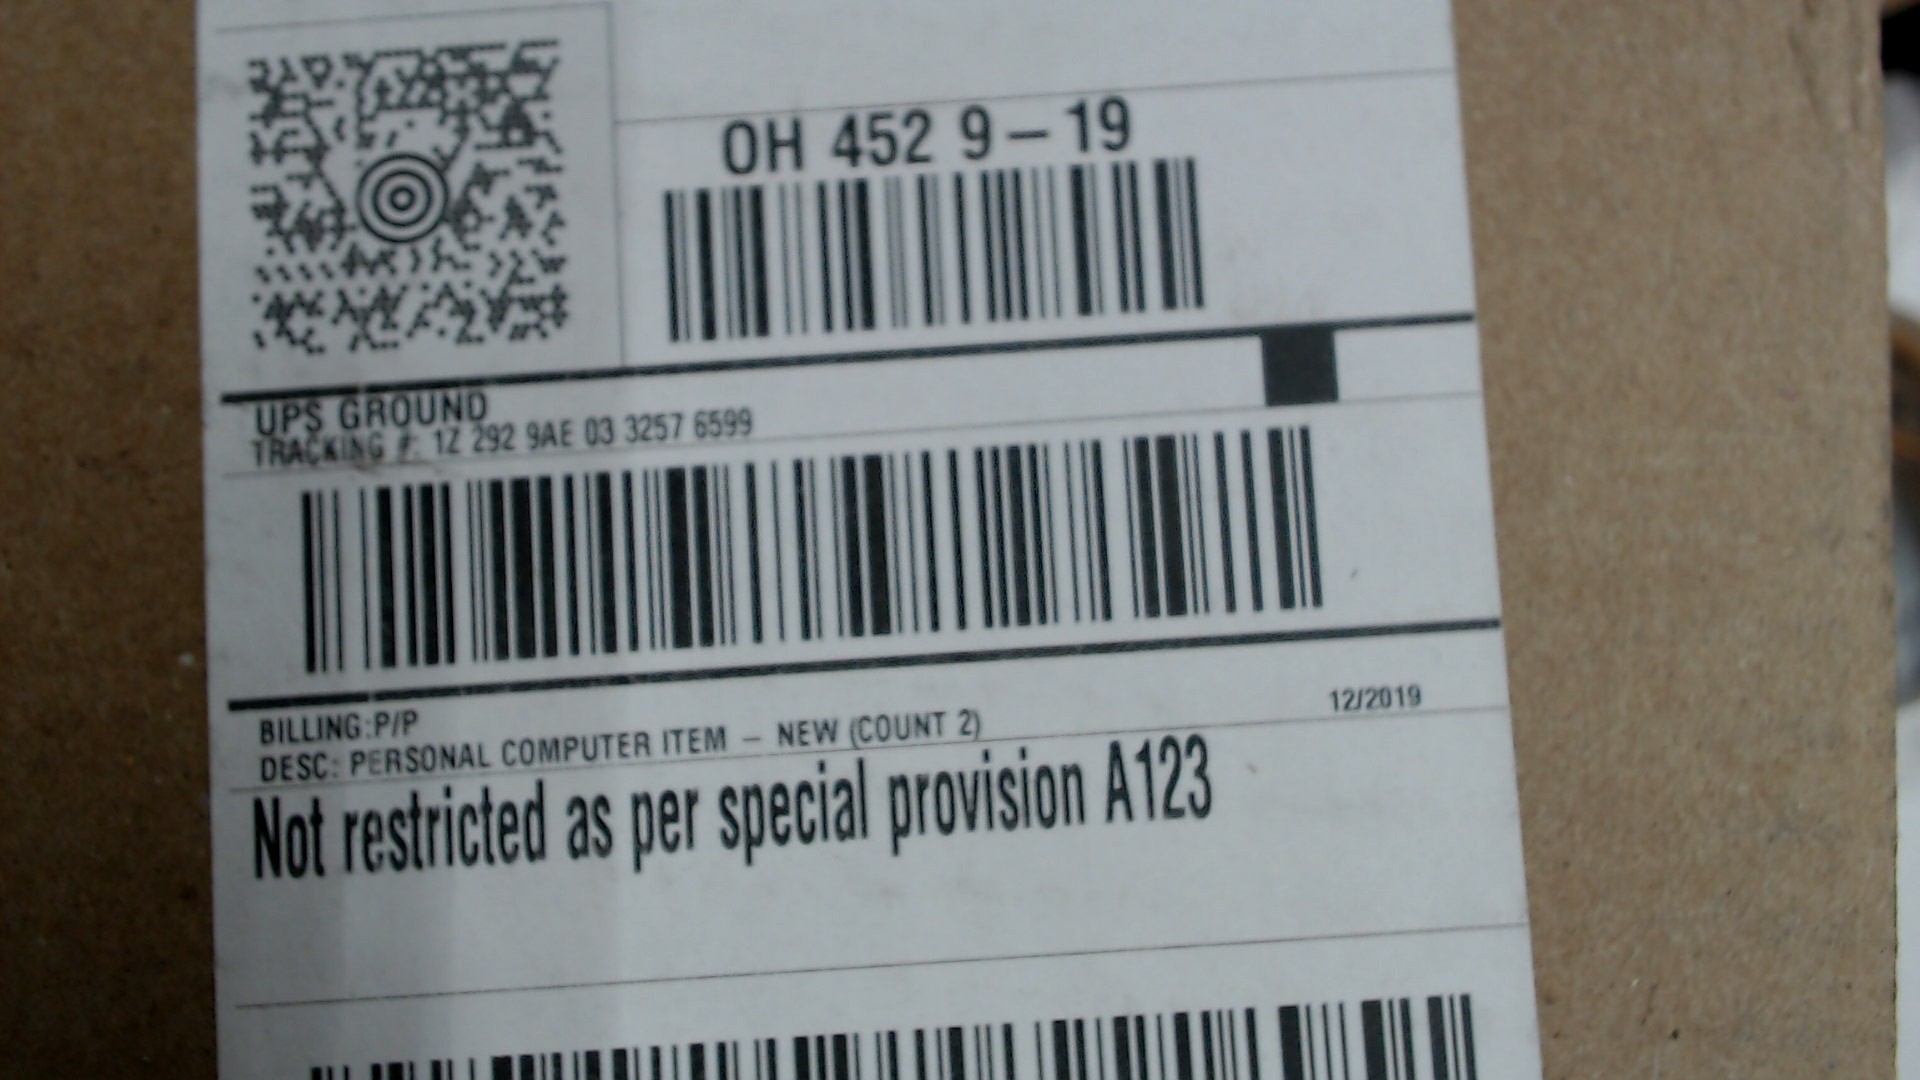 OH 452 9-19
UPS GROUND
TRACKING #: 1Z 292 9AE 03 3257 6599
BILLING:P/P
12/2019
DESC: PERSONAL COMPUTER ITEM - NEW (COUNT 2)
Not restricted as per special provision A123